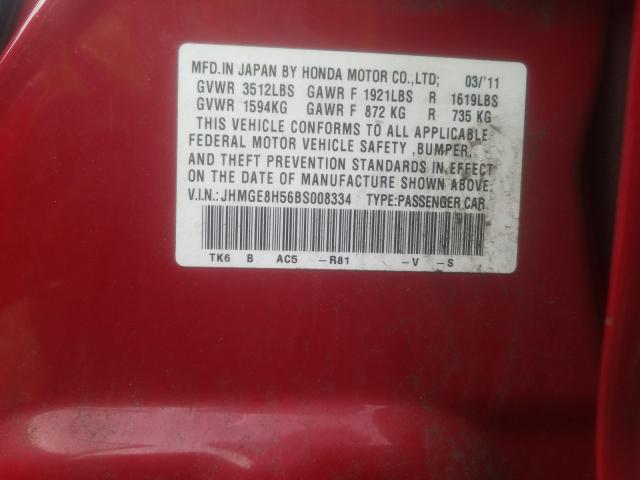 MFD.IN JAPAN BY HONDA MOTOR CO.,LTD; 03/'11
GVWR 3512LBS GAWR F 1921LBS R 1619LBS
GVWR 1594KG GAWR F 872 KG R 735 KG
THIS VEHICLE CONFORMS TO ALL APPLICABLE
FEDERAL MOTOR VEHICLE SAFETY ,BUMPER,
AND THEFT PREVENTION STANDARDS IN EFFECT
ON THE DATE OF MANUFACTURE SHOWN ABOVE.
V.I.N.:JHMGE8H56BS008334 TYPE:PASSENGER CAR
TK6 B AC5 –R81 –V –S